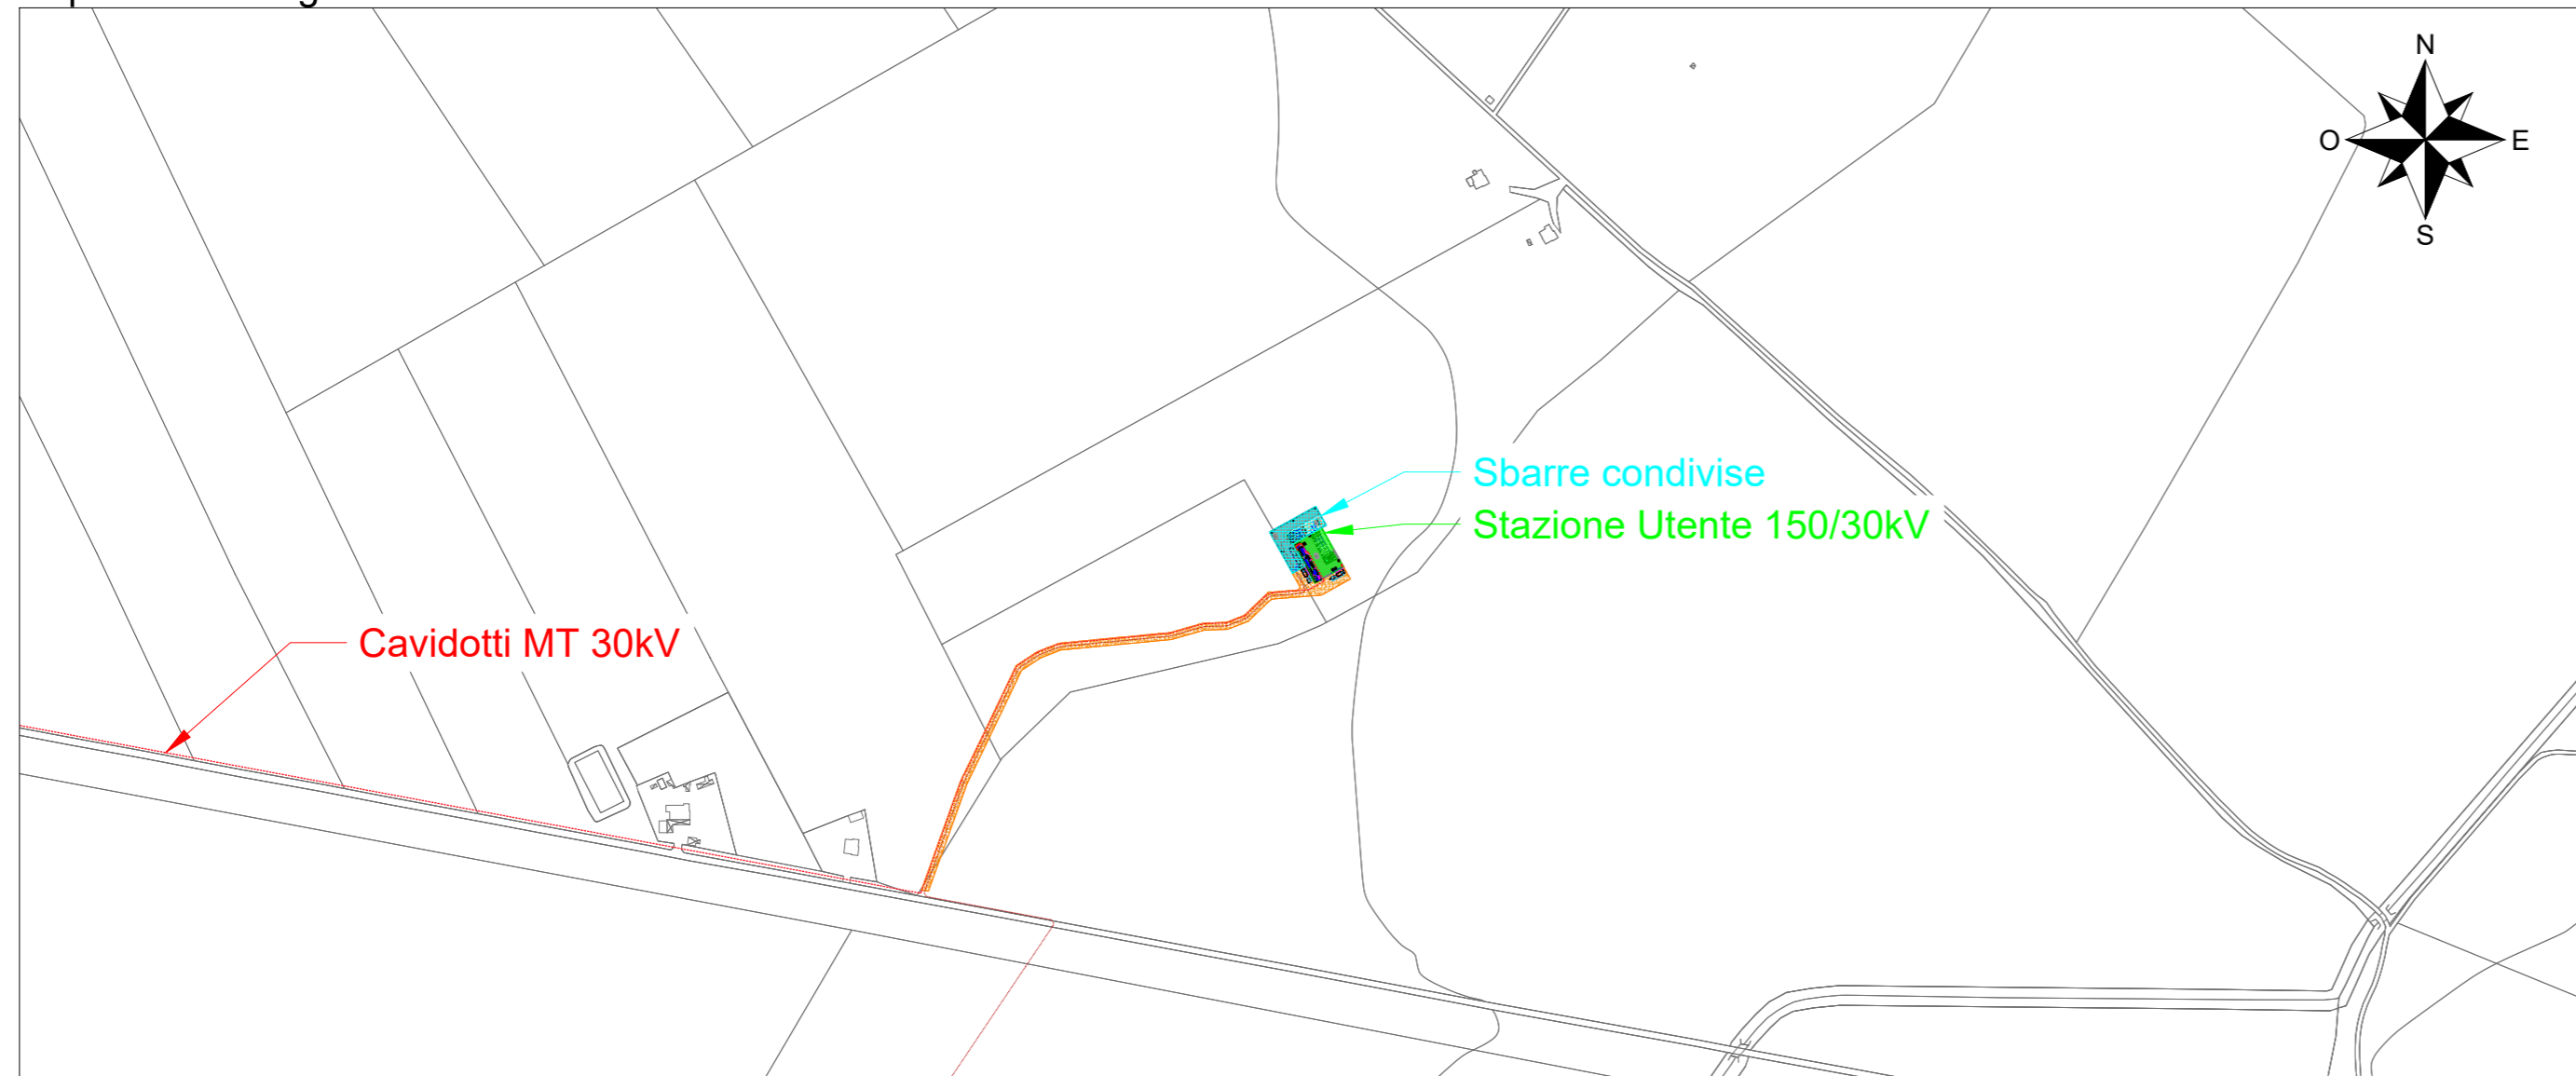 N
O E
S
Sbarre condivise
Stazione Utente 150/30kV
Cavidotti MT 30kV